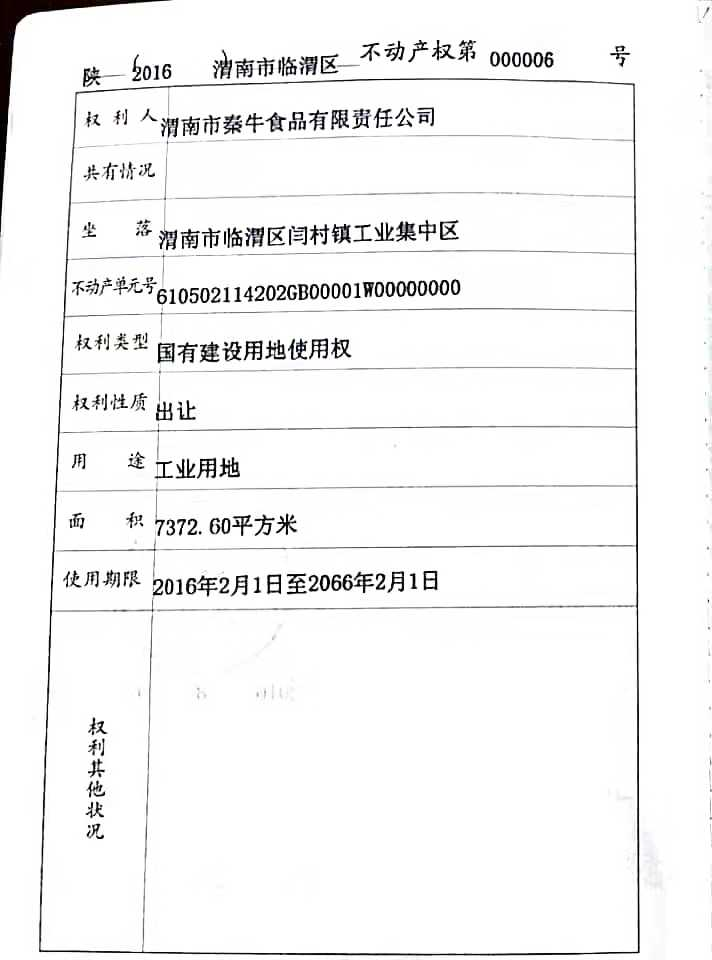 陕（2016）渭南市临渭区不动产权第000006号
权利人 渭南市秦牛食品有限责任公司
共有情况
坐落 渭南市临渭区闫村镇工业集中区
不动产单元号 610502114202GB00001W00000000
权利类型 国有建设用地使用权
权利性质 出让
用途 工业用地
面积 7372.60平方米
使用期限 2016年2月1日至2066年2月1日
权利其他状况